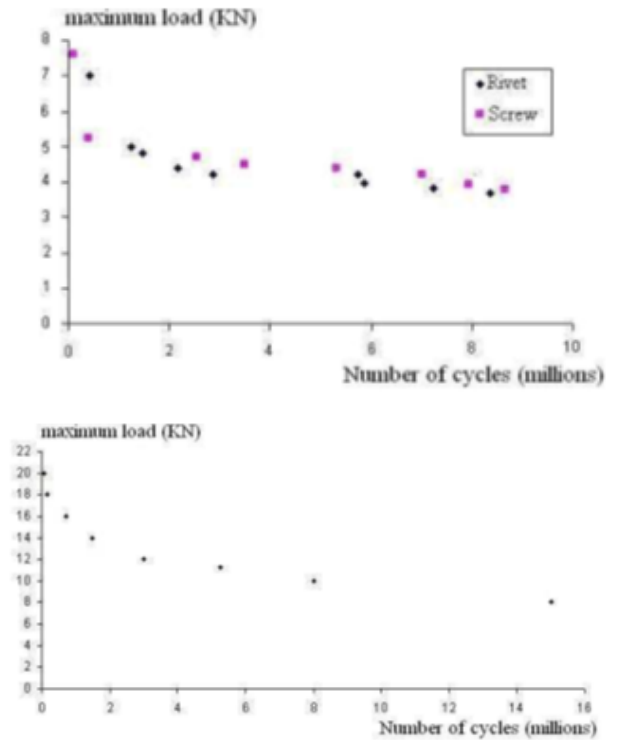 maximum load (KN)
8
7
6
5
4
3
2
1
0
Rivet
Screw
0 2 4 6 8 10
Number of cycles (millions)
maximum load (KN)
22
20
18
16
14
12
10
8
6
4
2
0
0 2 4 6 8 10 12 14 16
Number of cycles (millions)